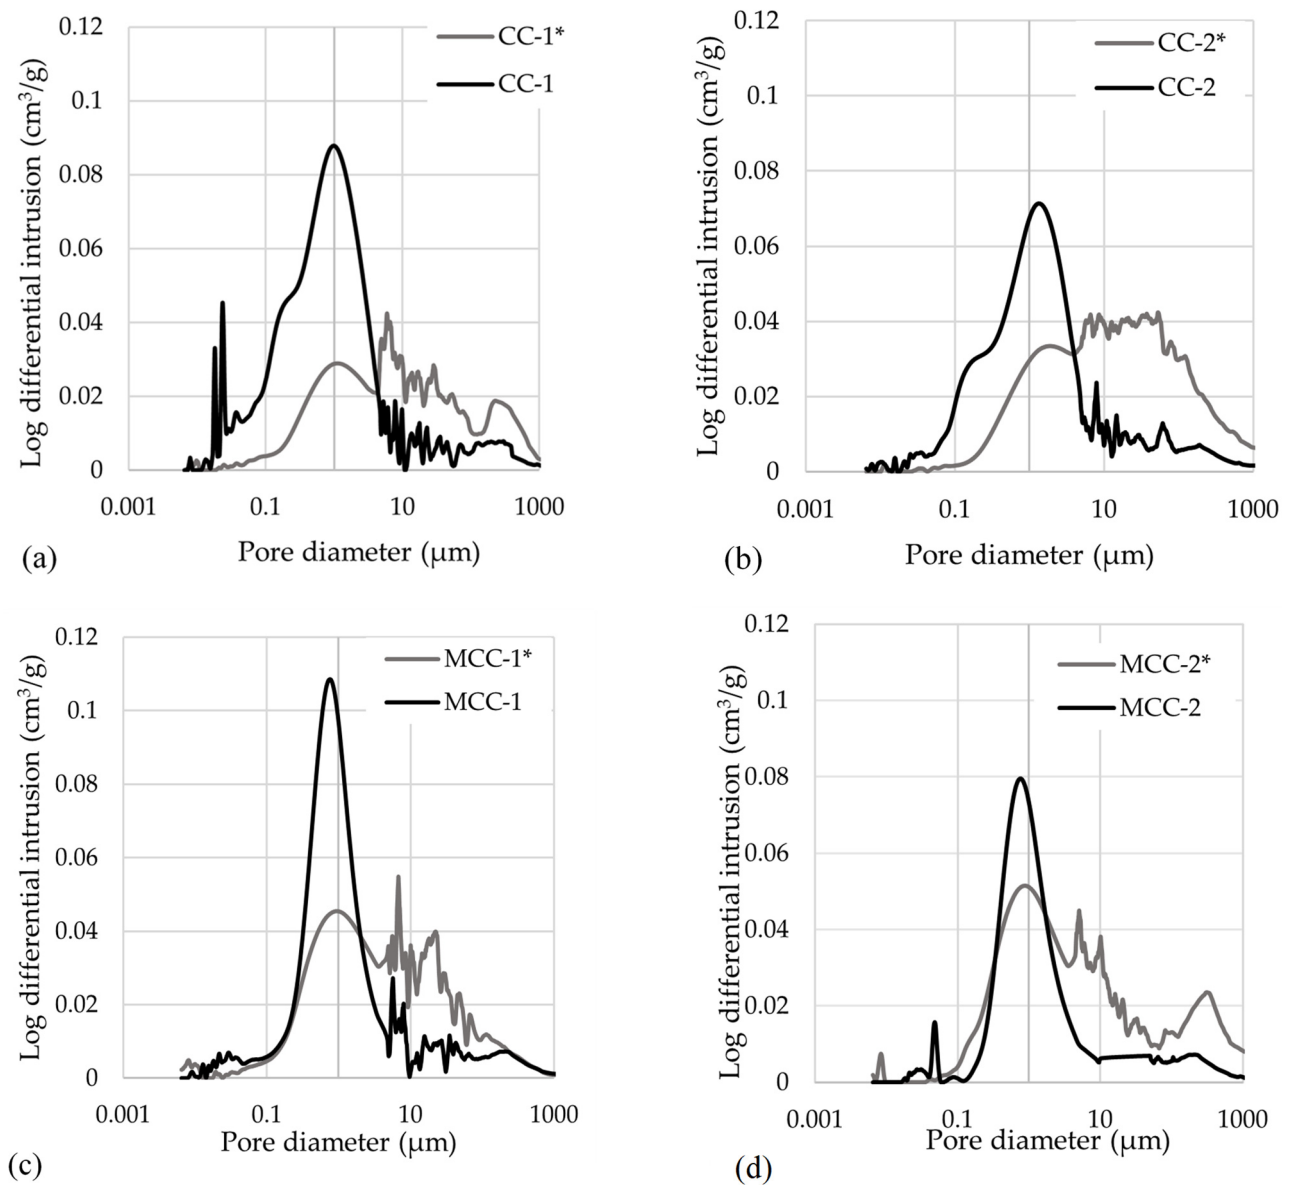 0.12
0.1
0.08
0.06
0.04
0.02
0
Log differential intrusion (cm³/g)
CC-1*
CC-1
0.001
0.1
10
1000
Pore diameter (µm)
(a)
0.12
0.1
0.08
0.06
0.04
0.02
0
Log differential intrusion (cm³/g)
CC-2*
CC-2
0.001
0.1
10
1000
Pore diameter (µm)
(b)
0.12
0.1
0.08
0.06
0.04
0.02
0
Log differential intrusion (cm³/g)
MCC-1*
MCC-1
0.001
0.1
10
1000
Pore diameter (µm)
(c)
0.12
0.1
0.08
0.06
0.04
0.02
0
Log differential intrusion (cm³/g)
MCC-2*
MCC-2
0.001
0.1
10
1000
Pore diameter (µm)
(d)